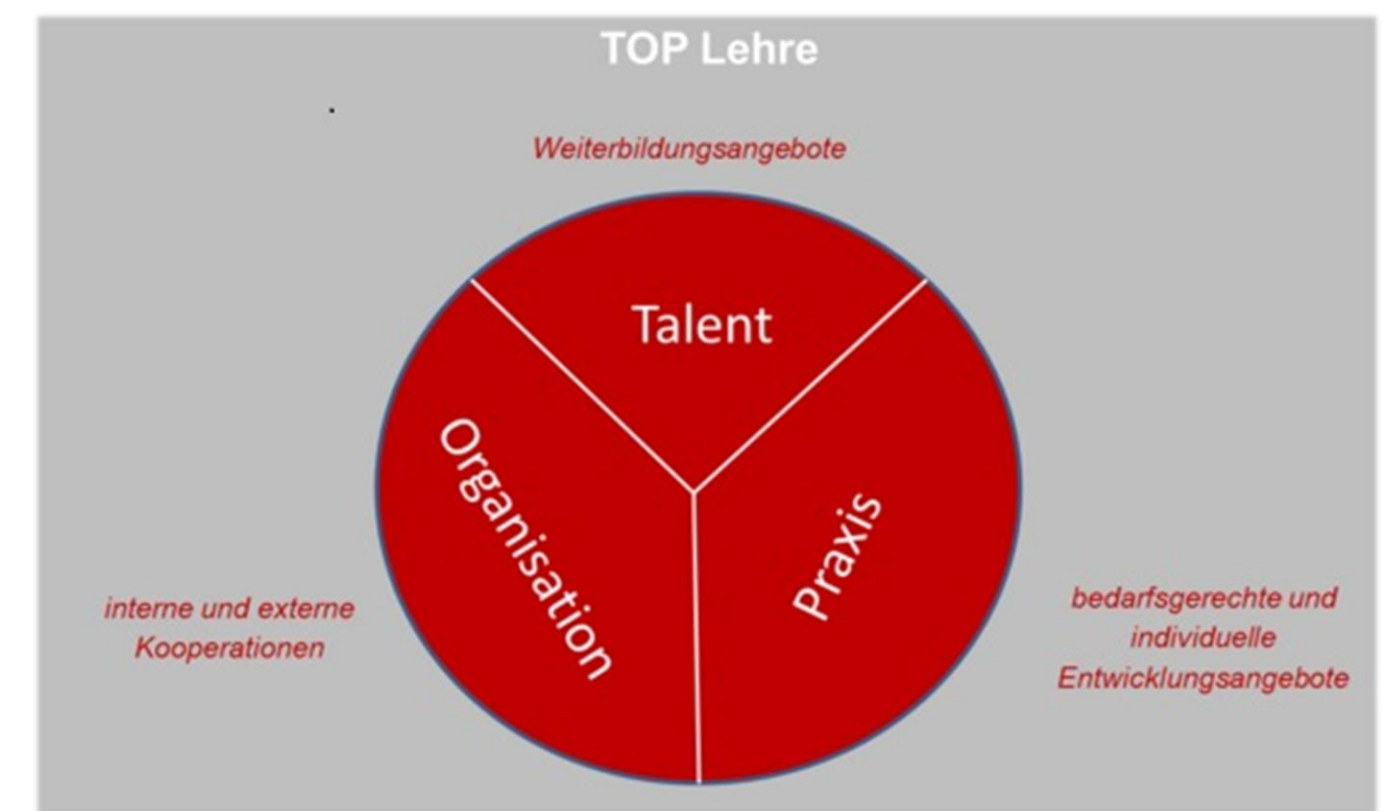 TOP Lehre
Weiterbildungsangebote
Talent
Organisation
Praxis
interne und externe
Kooperationen
bedarfsgerechte und
individuelle
Entwicklungsangebote